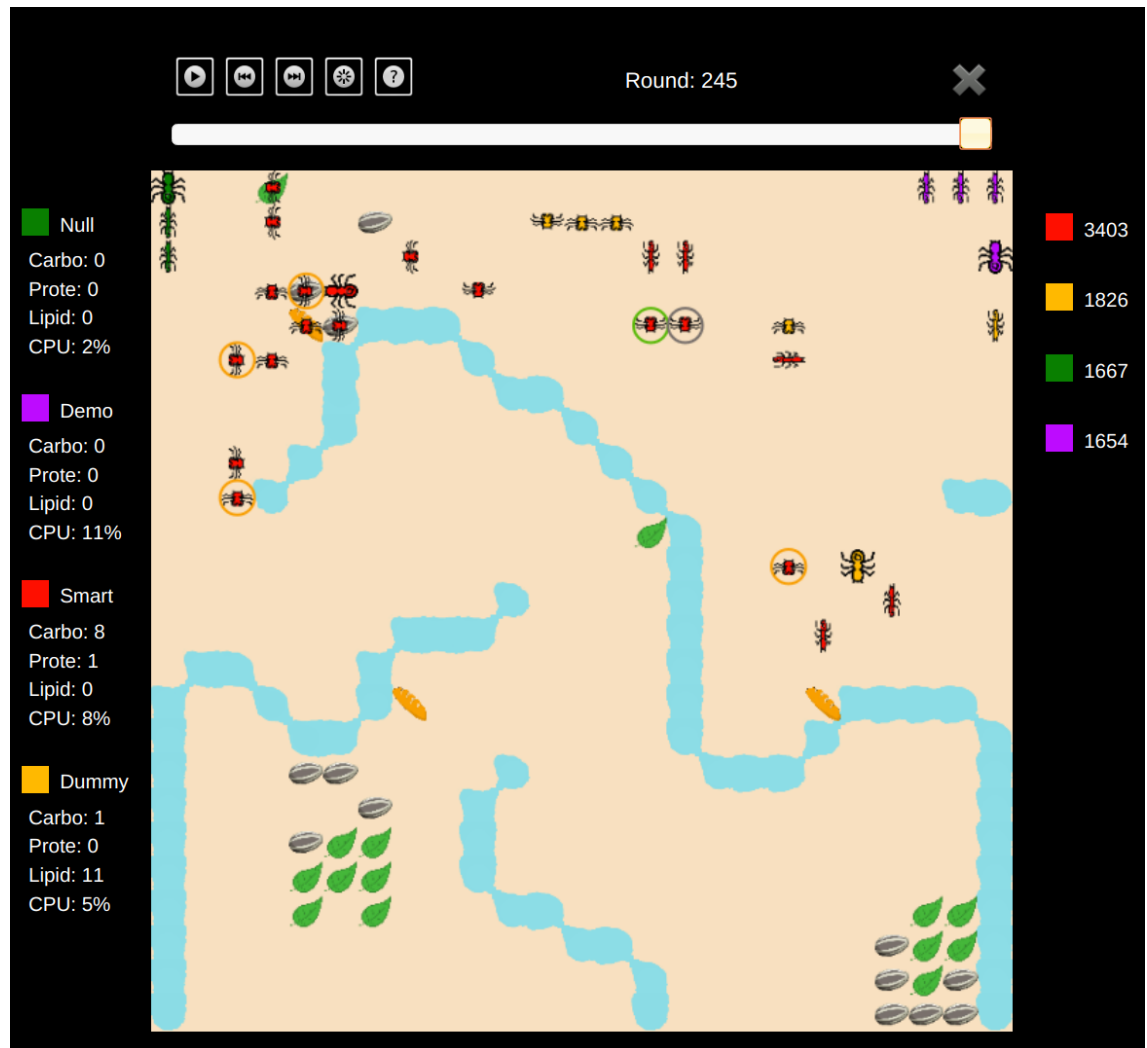 ?
Round: 245
Null
Carbo: 0
Prote: 0
Lipid: 0
CPU: 2%
Demo
Carbo: 0
Prote: 0
Lipid: 0
CPU: 11%
Smart
Carbo: 8
Prote: 1
Lipid: 0
CPU: 8%
Dummy
Carbo: 1
Prote: 0
Lipid: 11
CPU: 5%
3403
1826
1667
1654